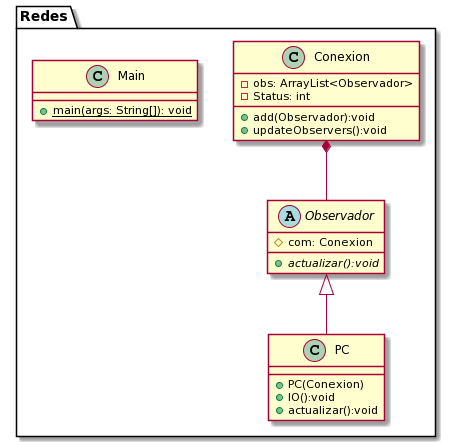 Redes
C Main
main(args: String[]): void
C Conexion
obs: ArrayList<Observador>
Status: int
add(Observador):void
updateObservers():void
A Observador
com: Conexion
actualizar():void
C PC
PC(Conexion)
IO():void
actualizar():void